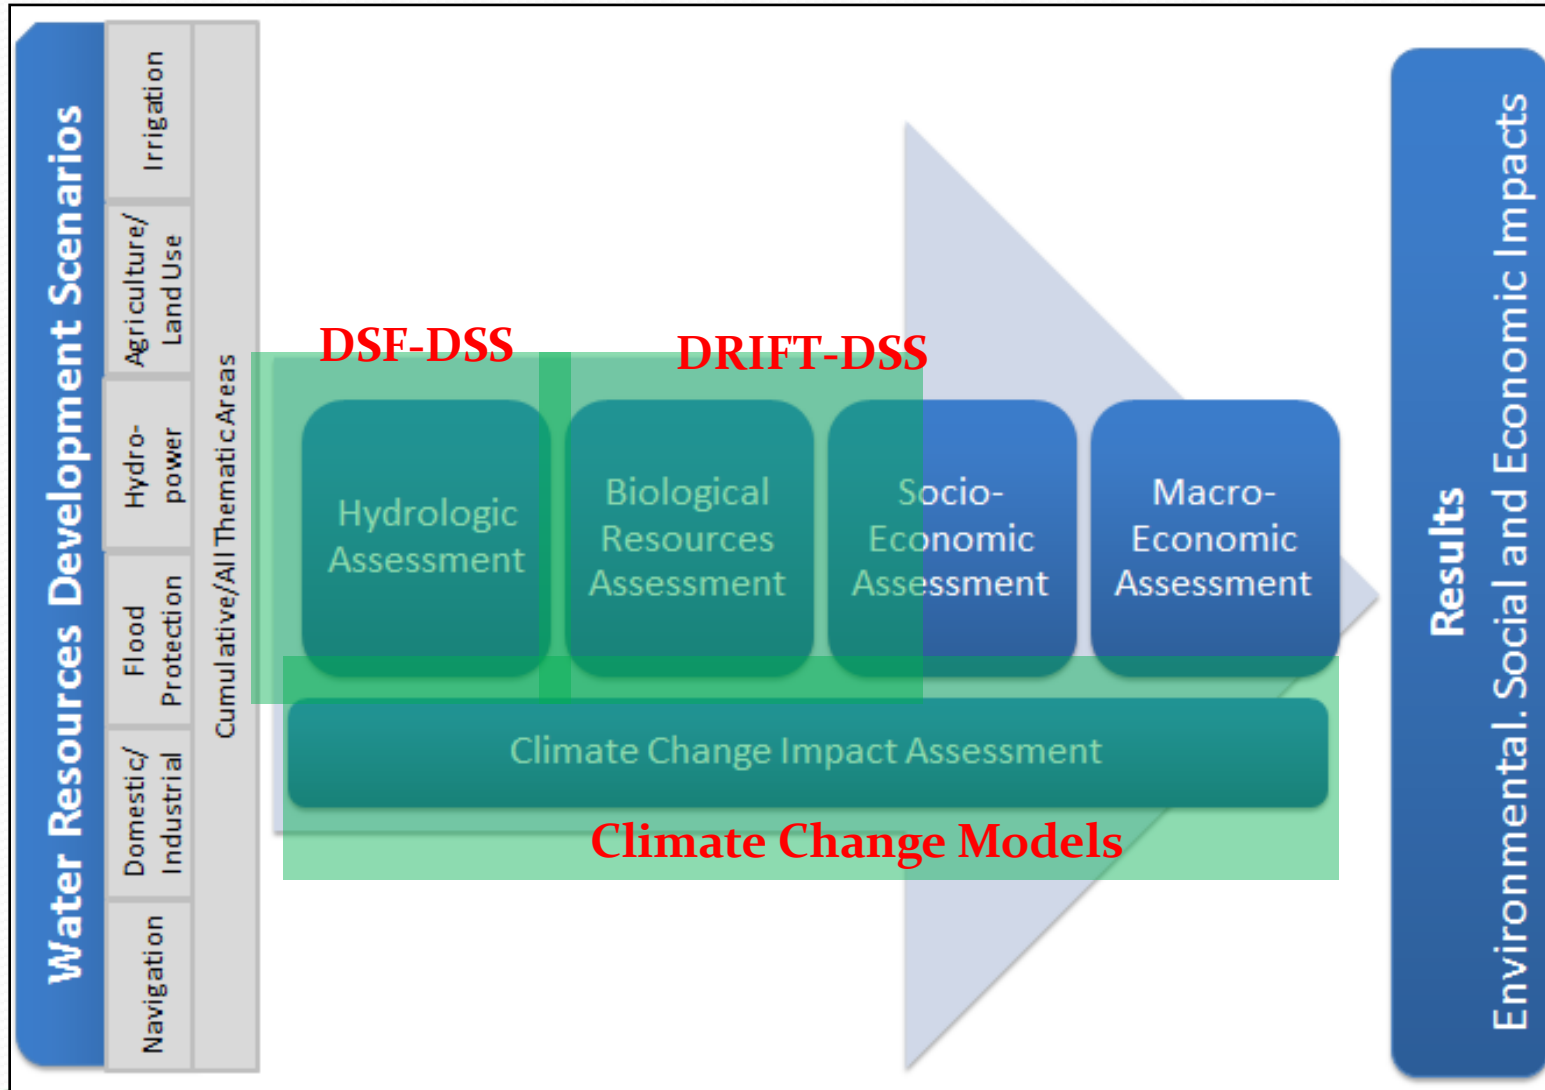 Water Resources Development Scenarios
Irrigation
Agriculture/
Land Use
Hydro-
power
Flood
Protection
Domestic/
Industrial
Navigation
Cumulative/All Thematic Areas
DSF-DSS
DRIFT-DSS
Hydrologic
Assessment
Biological
Resources
Assessment
Socio-
Economic
Assessment
Macro-
Economic
Assessment
Climate Change Impact Assessment
Climate Change Models
Results
Environmental. Social and Economic Impacts